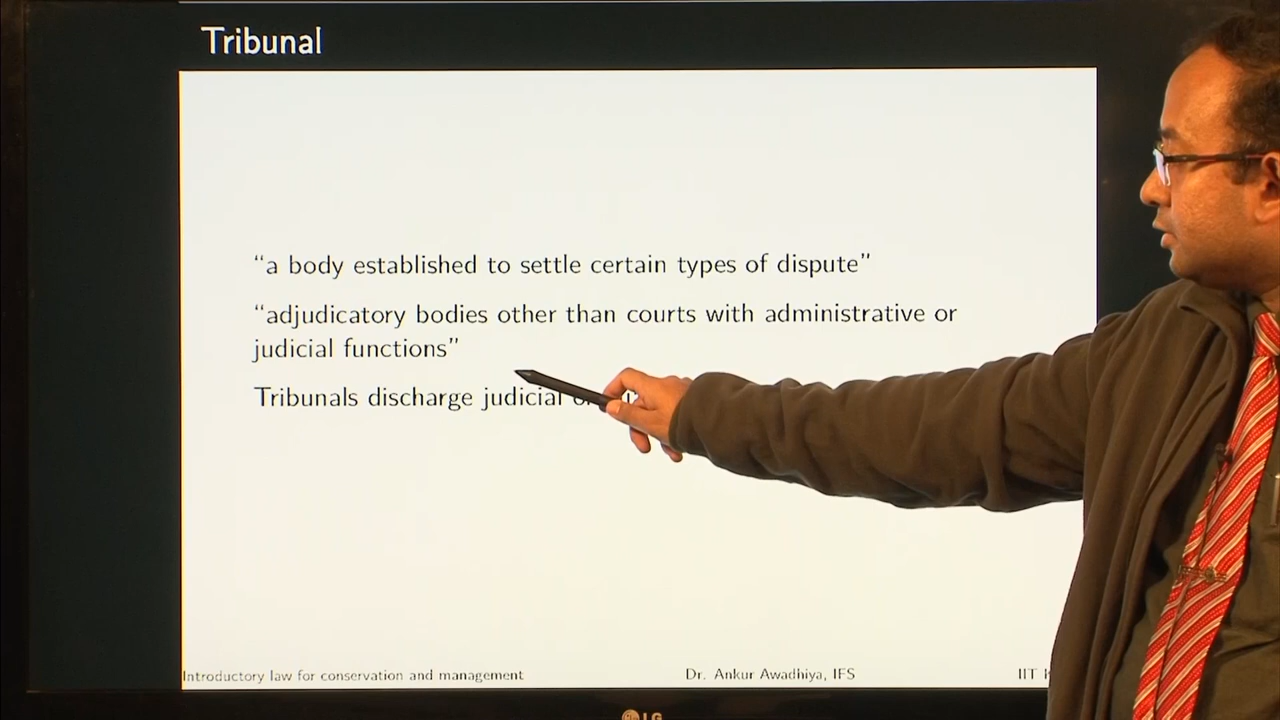 Tribunal
“a body established to settle certain types of dispute”
“adjudicatory bodies other than courts with administrative or
judicial functions”
Tribunals discharge judicial
Introductory law for conservation and management Dr. Ankur Awadhiya, IFS IIT
LG